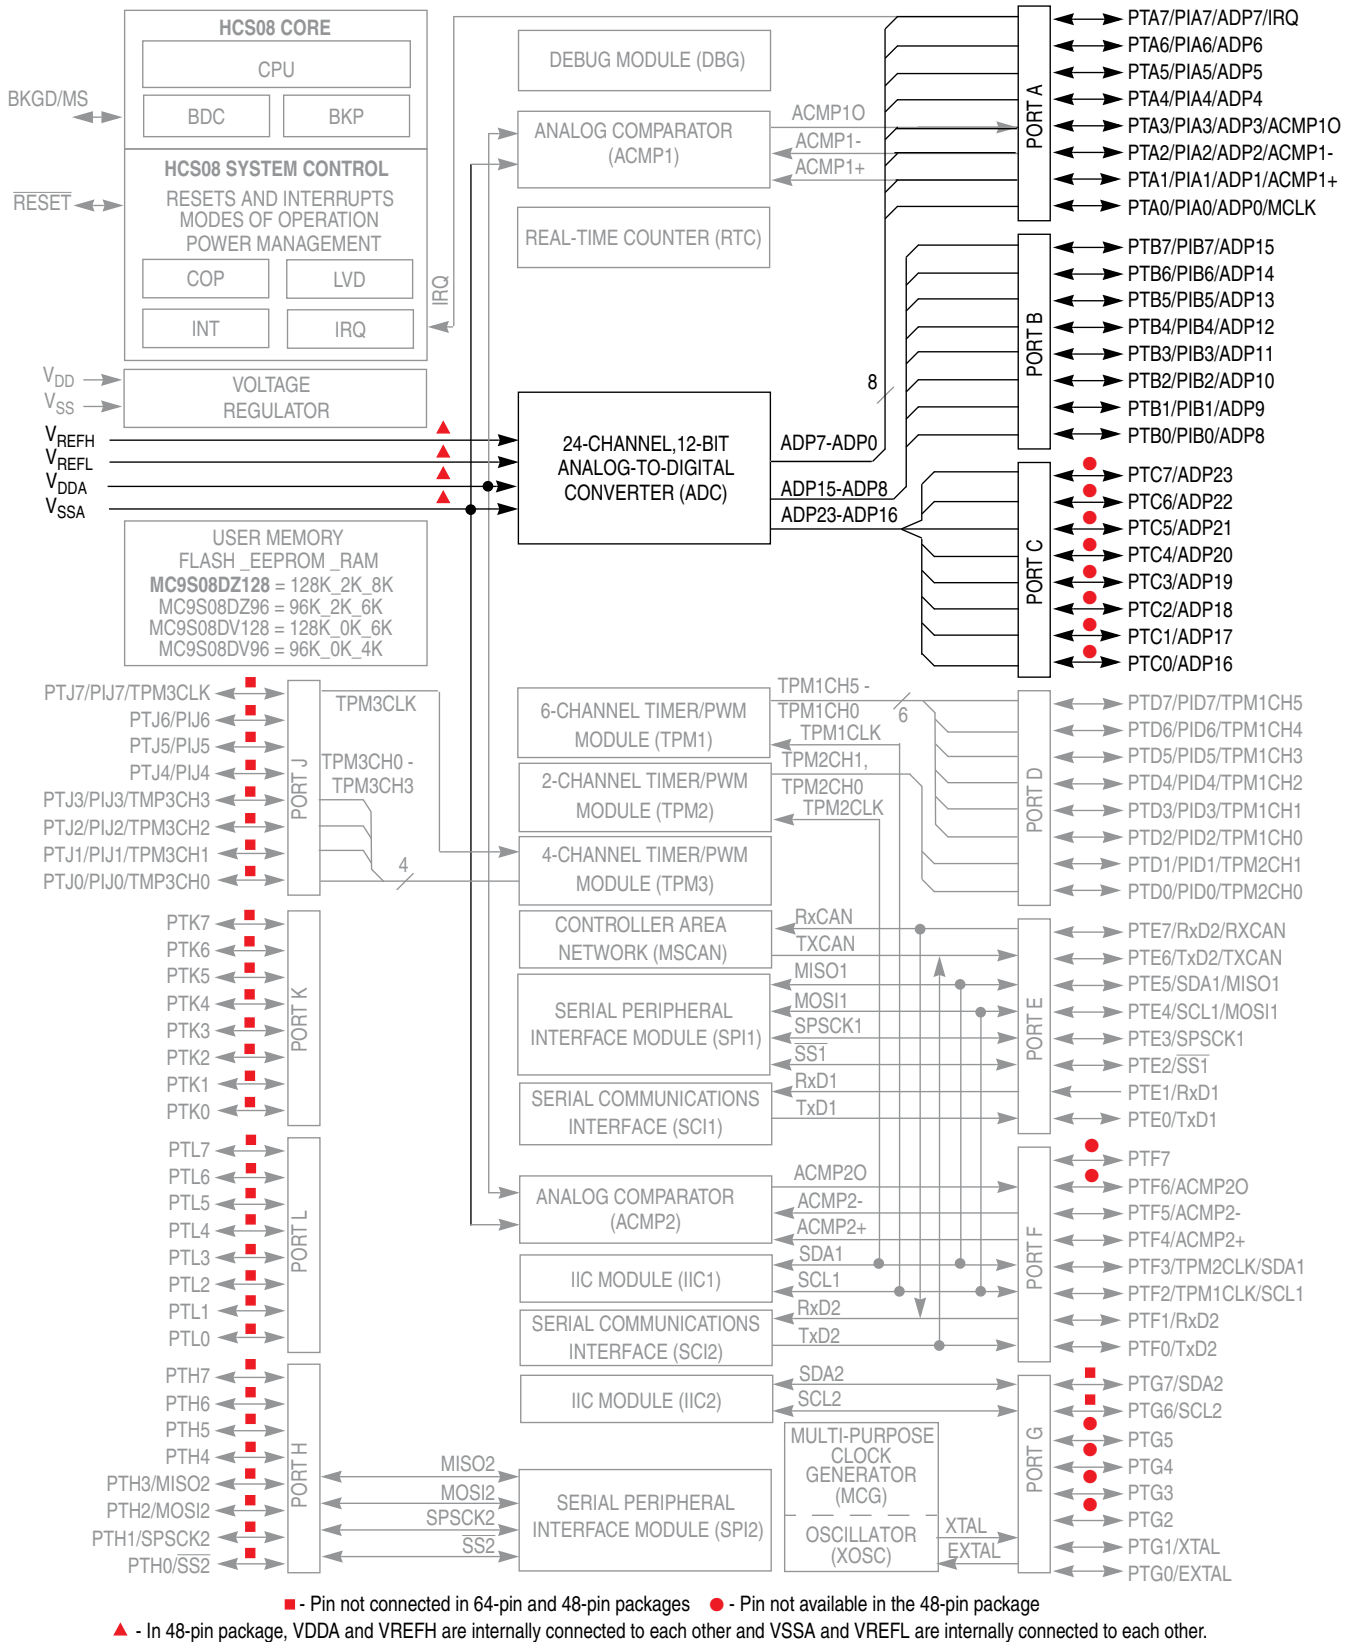 HCS08 CORE
CPU
BDC
BKP
BKGD/MS
HCS08 SYSTEM CONTROL
RESETS AND INTERRUPTS
MODES OF OPERATION
POWER MANAGEMENT
COP
LVD
INT
IRQ
RESET
IRQ
VDD
VSS
VOLTAGE
REGULATOR
VREFH
VREFL
VDDA
VSSA
USER MEMORY
FLASH _EEPROM _RAM
MC9S08DZ128 = 128K_2K_8K
MC9S08DZ96 = 96K_2K_6K
MC9S08DV128 = 128K_0K_6K
MC9S08DV96 = 96K_0K_4K
DEBUG MODULE (DBG)
ANALOG COMPARATOR
(ACMP1)
ACMP1O
ACMP1-
ACMP1+
REAL-TIME COUNTER (RTC)
24-CHANNEL,12-BIT
ANALOG-TO-DIGITAL
CONVERTER (ADC)
8
ADP7-ADP0
ADP15-ADP8
ADP23-ADP16
PORT A
PTA7/PIA7/ADP7/IRQ
PTA6/PIA6/ADP6
PTA5/PIA5/ADP5
PTA4/PIA4/ADP4
PTA3/PIA3/ADP3/ACMP1O
PTA2/PIA2/ADP2/ACMP1-
PTA1/PIA1/ADP1/ACMP1+
PTA0/PIA0/ADP0/MCLK
PORT B
PTB7/PIB7/ADP15
PTB6/PIB6/ADP14
PTB5/PIB5/ADP13
PTB4/PIB4/ADP12
PTB3/PIB3/ADP11
PTB2/PIB2/ADP10
PTB1/PIB1/ADP9
PTB0/PIB0/ADP8
PORT C
PTC7/ADP23
PTC6/ADP22
PTC5/ADP21
PTC4/ADP20
PTC3/ADP19
PTC2/ADP18
PTC1/ADP17
PTC0/ADP16
PTJ7/PIJ7/TPM3CLK
PTJ6/PIJ6
PTJ5/PIJ5
PTJ4/PIJ4
PTJ3/PIJ3/TMP3CH3
PTJ2/PIJ2/TPM3CH2
PTJ1/PIJ1/TPM3CH1
PTJ0/PIJ0/TMP3CH0
PORT J
TPM3CLK
TPM3CH0 -
TPM3CH3
4
6-CHANNEL TIMER/PWM
MODULE (TPM1)
2-CHANNEL TIMER/PWM
MODULE (TPM2)
4-CHANNEL TIMER/PWM
MODULE (TPM3)
TPM1CH5 -
TPM1CH0
6
TPM1CLK
TPM2CH1,
TPM2CH0
TPM2CLK
PORT D
PTD7/PID7/TPM1CH5
PTD6/PID6/TPM1CH4
PTD5/PID5/TPM1CH3
PTD4/PID4/TPM1CH2
PTD3/PID3/TPM1CH1
PTD2/PID2/TPM1CH0
PTD1/PID1/TPM2CH1
PTD0/PID0/TPM2CH0
PTK7
PTK6
PTK5
PTK4
PTK3
PTK2
PTK1
PTK0
PORT K
CONTROLLER AREA
NETWORK (MSCAN)
RxCAN
TXCAN
SERIAL PERIPHERAL
INTERFACE MODULE (SPI1)
MISO1
MOSI1
SPSCK1
SS1
SERIAL COMMUNICATIONS
INTERFACE (SCI1)
RxD1
TxD1
PORT E
PTE7/RxD2/RXCAN
PTE6/TxD2/TXCAN
PTE5/SDA1/MISO1
PTE4/SCL1/MOSI1
PTE3/SPSCK1
PTE2/SS1
PTE1/RxD1
PTE0/TxD1
PTL7
PTL6
PTL5
PTL4
PTL3
PTL2
PTL1
PTL0
PORT L
ANALOG COMPARATOR
(ACMP2)
ACMP2O
ACMP2-
ACMP2+
IIC MODULE (IIC1)
SDA1
SCL1
SERIAL COMMUNICATIONS
INTERFACE (SCI2)
RxD2
TxD2
PORT F
PTF7
PTF6/ACMP2O
PTF5/ACMP2-
PTF4/ACMP2+
PTF3/TPM2CLK/SDA1
PTF2/TPM1CLK/SCL1
PTF1/RxD2
PTF0/TxD2
PTH7
PTH6
PTH5
PTH4
PTH3/MISO2
PTH2/MOSI2
PTH1/SPSCK2
PTH0/SS2
PORT H
MISO2
MOSI2
SPSCK2
SS2
IIC MODULE (IIC2)
SDA2
SCL2
SERIAL PERIPHERAL
INTERFACE MODULE (SPI2)
MULTI-PURPOSE
CLOCK
GENERATOR
(MCG)
OSCILLATOR
(XOSC)
XTAL
EXTAL
PORT G
PTG7/SDA2
PTG6/SCL2
PTG5
PTG4
PTG3
PTG2
PTG1/XTAL
PTG0/EXTAL
- Pin not connected in 64-pin and 48-pin packages
- Pin not available in the 48-pin package
- In 48-pin package, VDDA and VREFH are internally connected to each other and VSSA and VREFL are internally connected to each other.